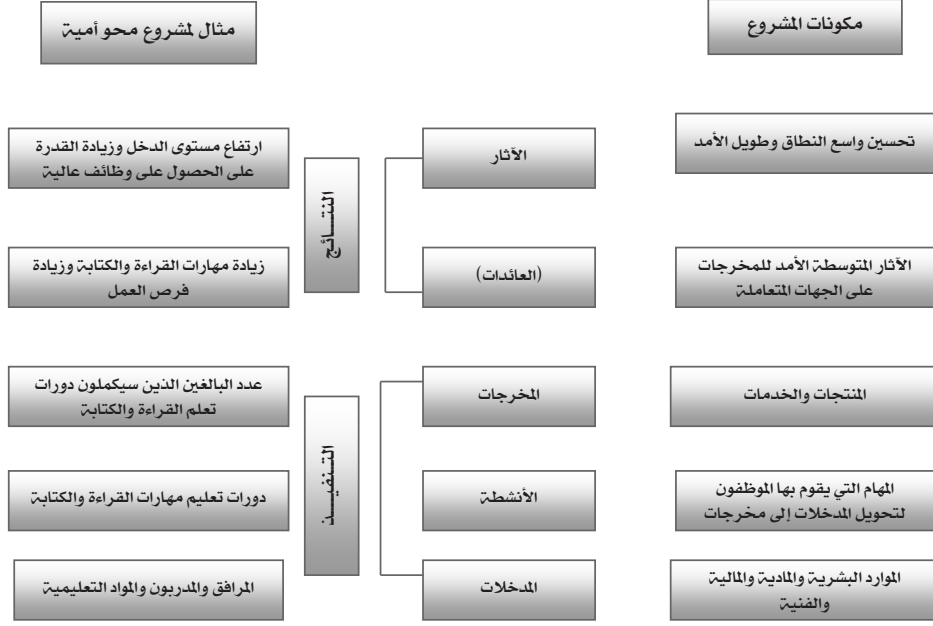 مكونات المشروع
مثال لمشروع محو أمية
تحسين واسع النطاق وطويل الأمد
الآثار
النتــــائج
ارتفاع مستوى الدخل وزيادة القدرة
على الحصول على وظائف عالية
الآثار المتوسطة الأمد للمخرجات
على الجهات المتعاملة
(العائدات)
زيادة مهارات القراءة والكتابة وزيادة
فرص العمل
المنتجات والخدمات
المخرجات
التــنفيــــذ
عدد البالغين الذين سيكملون دورات
تعلم القراءة والكتابة
المهام التي يقوم بها الموظفون
لتحويل المدخلات إلى مخرجات
الأنشطة
دورات تعليم مهارات القراءة والكتابة
الموارد البشرية والمادية والمالية
والفنية
المدخلات
المرافق والمدربون والمواد التعليمية